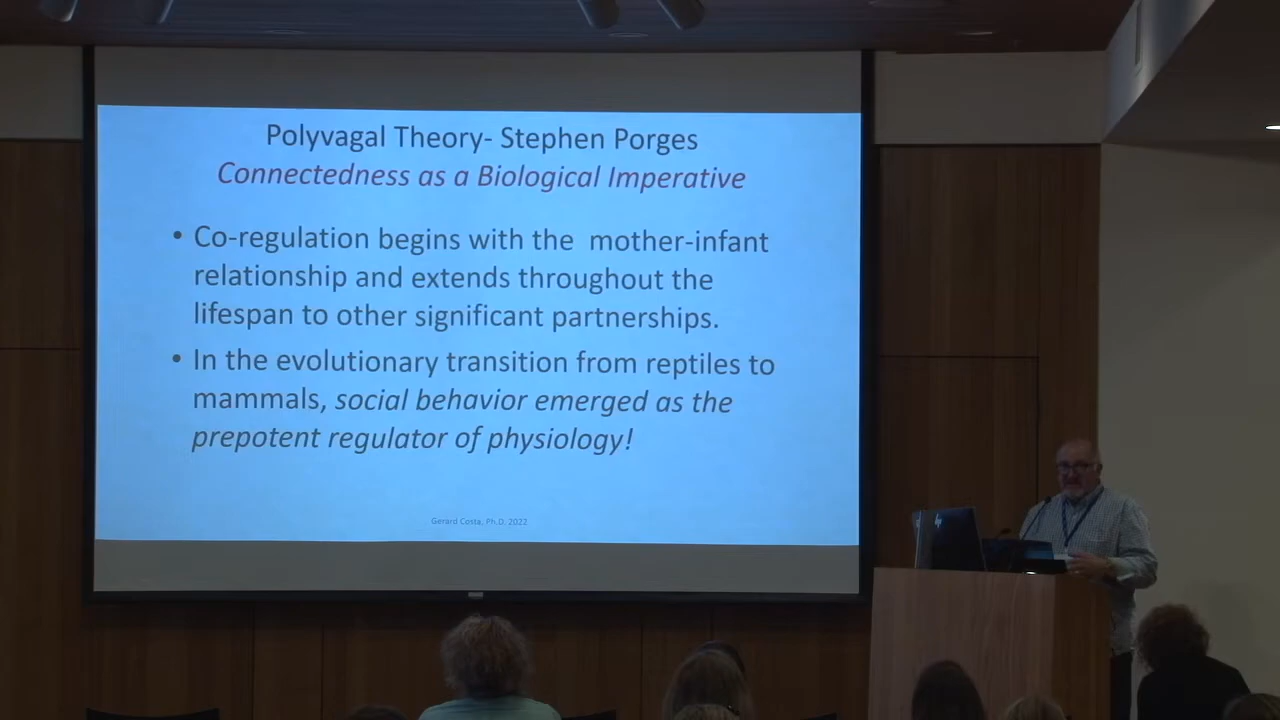 Polyvagal Theory- Stephen Porges
Connectedness as a Biological Imperative
• Co-regulation begins with the mother-infant
relationship and extends throughout the
lifespan to other significant partnerships.
• In the evolutionary transition from reptiles to
mammals, social behavior emerged as the
prepotent regulator of physiology!
Gerard Costa, Ph.D. 2022
hp